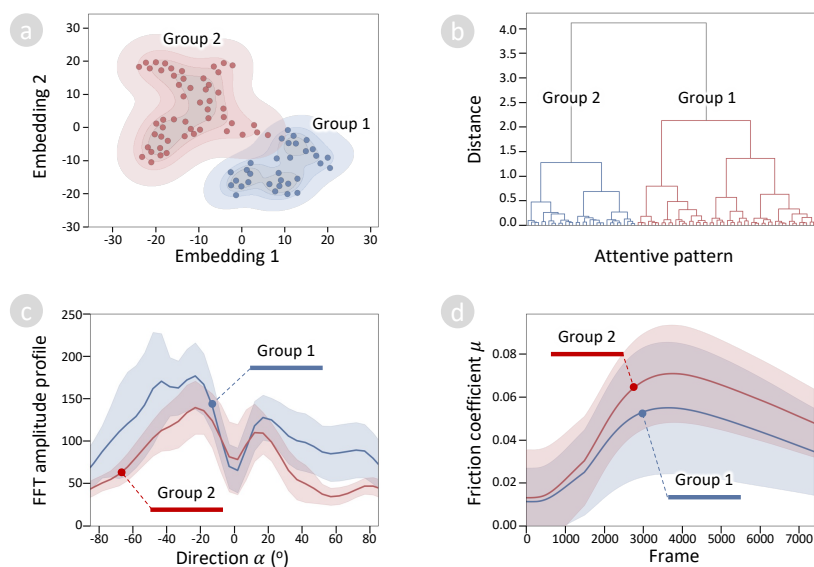 a
Group 2
Group 1
Embedding 2
30
20
10
0
-10
-20
30
-30
-20
-10
0
10
20
30
Embedding 1
b
Distance
4.0
3.5
3.0
2.5
2.0
1.5
1.0
0.5
0.0
Group 2
Group 1
Attentive pattern
c
FFT amplitude profile
250
200
150
100
50
0
Group 1
Group 2
-80
-60
-40
-20
0
20
40
60
80
Direction α (o)
d
Friction coefficient μ
0.08
0.06
0.04
0.02
0.00
Group 2
Group 1
0
1000
2000
3000
4000
5000
6000
7000
Frame